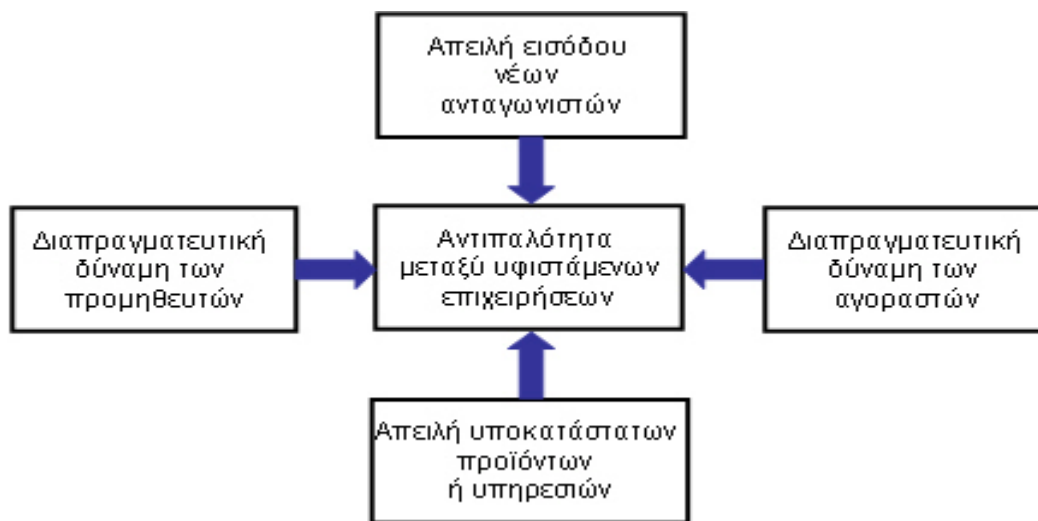 Απειλή εισόδου
νέων
ανταγωνιστών
Διαπραγματευτική
δύναμη των
προμηθευτών
Αντιπαλότητα
μεταξύ υφιστάμενων
επιχειρήσεων
Διαπραγματευτική
δύναμη των
αγοραστών
Απειλή υποκατάστατων
προϊόντων
ή υπηρεσιών